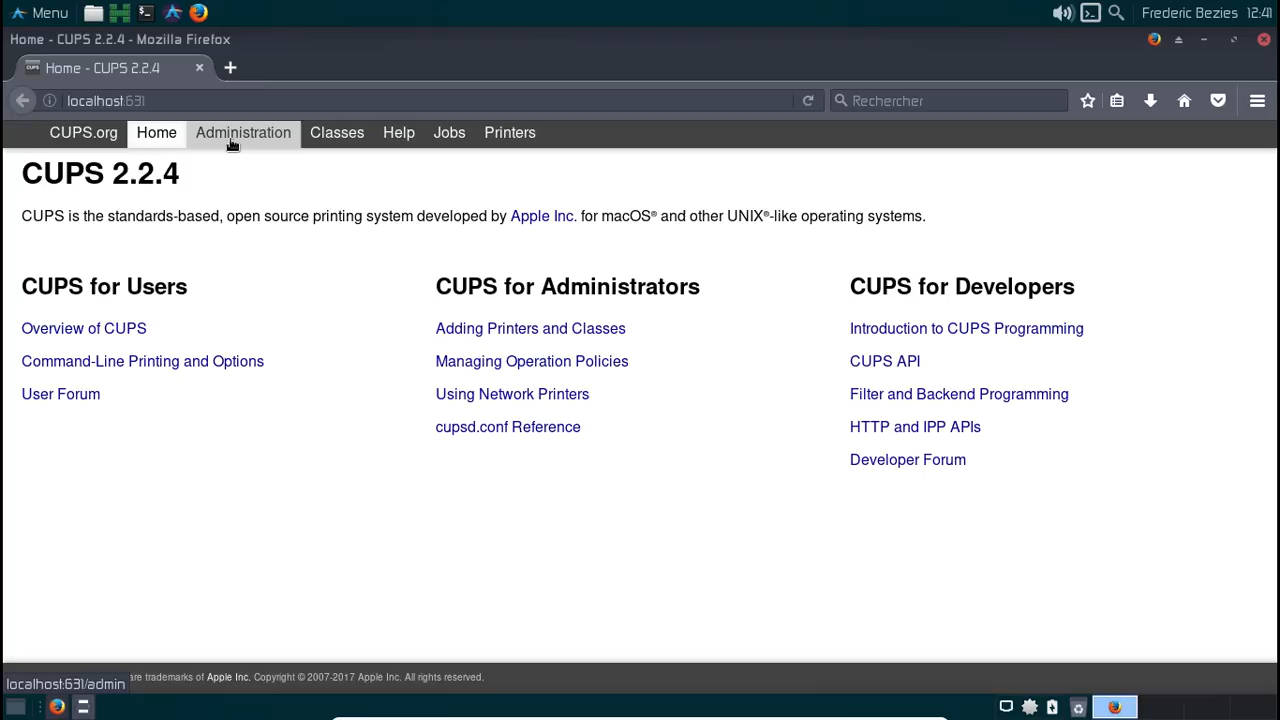 Menu Frederic Bezies 12:41
Home - CUPS 2.2.4 - Mozilla Firefox
CUPS Home - CUPS 2.2.4
localhost:631 Rechercher
CUPS.org Home Administration Classes Help Jobs Printers
CUPS 2.2.4
CUPS is the standards-based, open source printing system developed by Apple Inc. for macOS® and other UNIX®-like operating systems.
CUPS for Users
Overview of CUPS
Command-Line Printing and Options
User Forum
CUPS for Administrators
Adding Printers and Classes
Managing Operation Policies
Using Network Printers
cupsd.conf Reference
CUPS for Developers
Introduction to CUPS Programming
CUPS API
Filter and Backend Programming
HTTP and IPP APIs
Developer Forum
are trademarks of Apple Inc. Copyright © 2007-2017 Apple Inc. All rights reserved.
localhost:631/admin